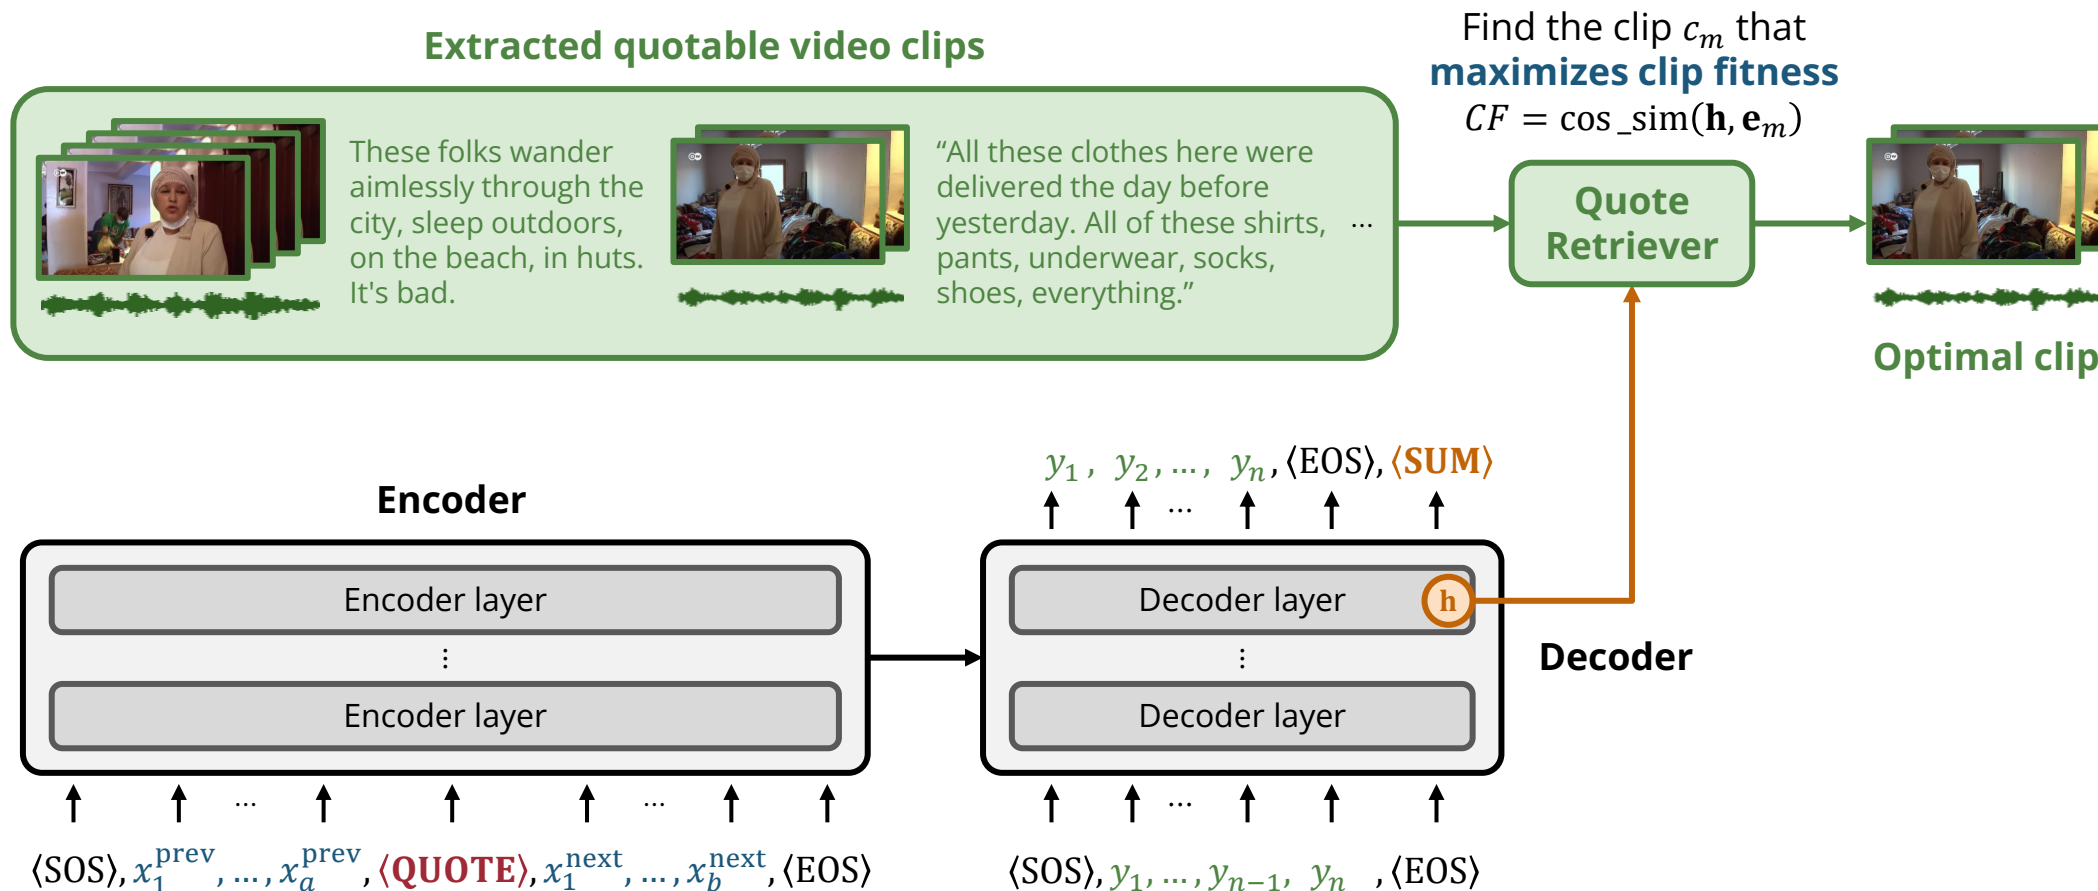 Extracted quotable video clips
These folks wander
aimlessly through the
city, sleep outdoors,
on the beach, in huts.
It's bad.
“All these clothes here were
delivered the day before
yesterday. All of these shirts,
pants, underwear, socks,
shoes, everything.”
...
Find the clip c_m that
maximizes clip fitness
CF = cos_sim(h, e_m)
Quote
Retriever
Optimal clip
y_1, y_2, ..., y_n, ⟨EOS⟩, ⟨SUM⟩
...
Encoder
Encoder layer
⋮
Encoder layer
Decoder layer
h
⋮
Decoder layer
Decoder
... ...
...
⟨SOS⟩, x_1^prev, ..., x_a^prev, ⟨QUOTE⟩, x_1^next, ..., x_b^next, ⟨EOS⟩
⟨SOS⟩, y_1, ..., y_{n−1}, y_n, ⟨EOS⟩